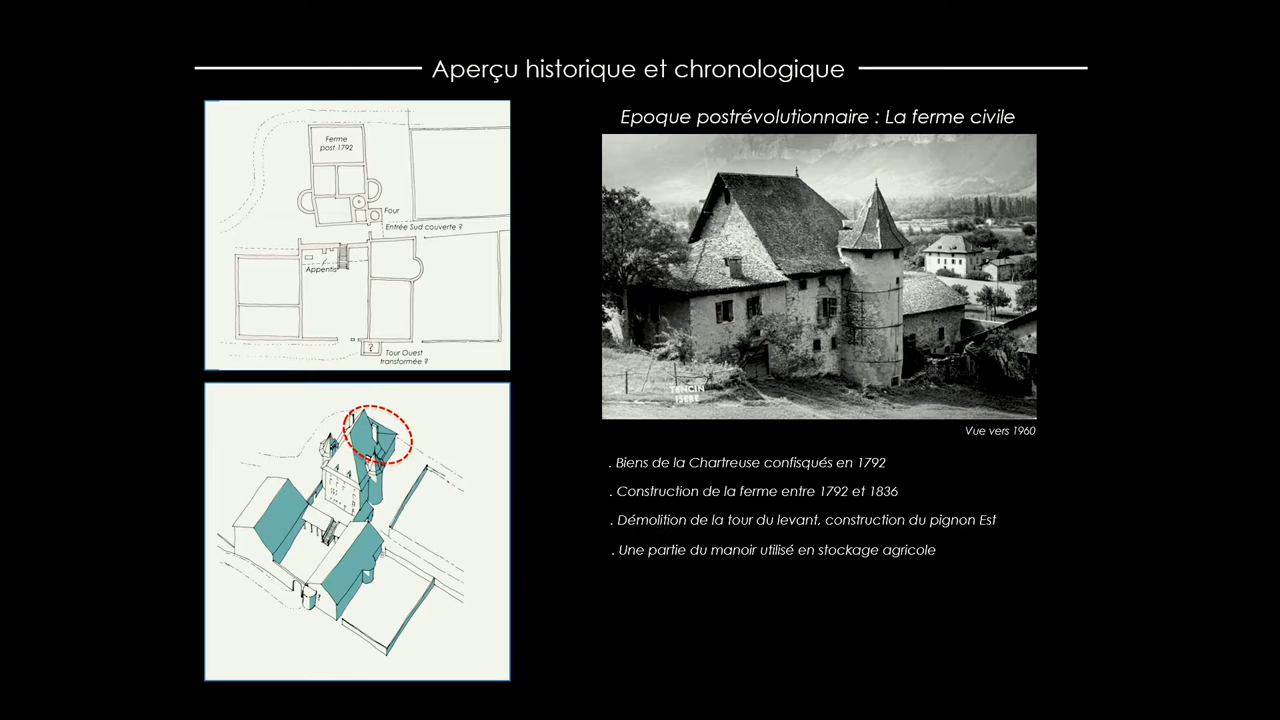 Aperçu historique et chronologique
Ferme
post 1792
Four
Entrée Sud couverte ?
Appentis
?
Tour Ouest
transformée ?
Epoque postrévolutionnaire : La ferme civile
TENCIN
ISERE
Vue vers 1960
. Biens de la Chartreuse confisqués en 1792
. Construction de la ferme entre 1792 et 1836
. Démolition de la tour du levant, construction du pignon Est
. Une partie du manoir utilisé en stockage agricole
?